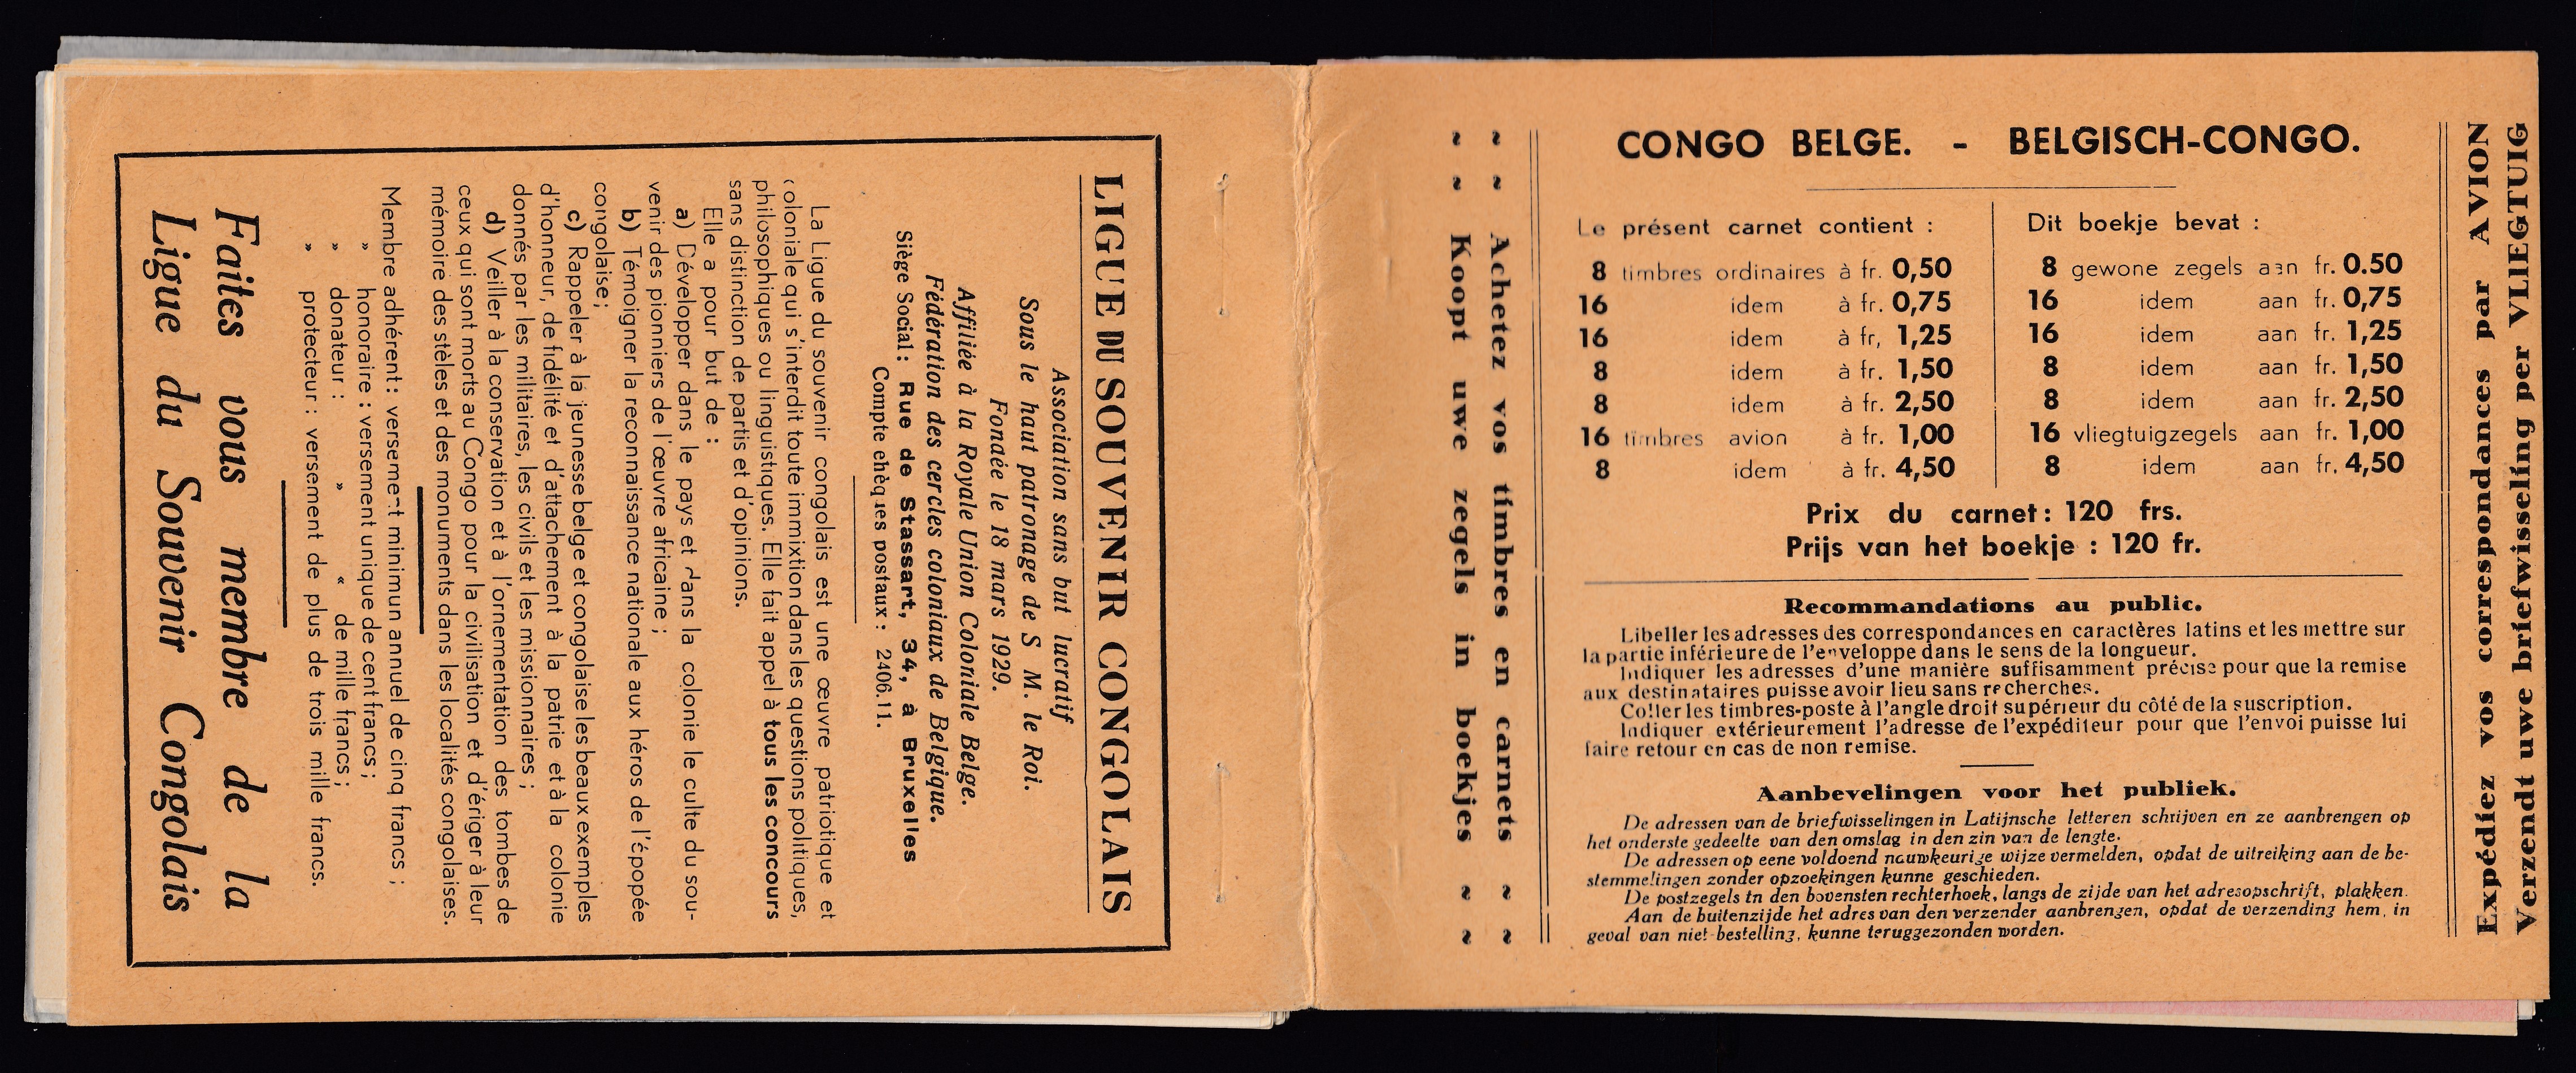 LIGUE DU SOUVENIR CONGOLAIS
Association sans but lucratif
Sous le haut patronage de S M. le Roi.
Fondée le 18 mars 1929.
Affiliée à la Royale Union Coloniale Belge.
Fédération des cercles coloniaux de Belgique.
Siège Social: Rue de Stassart, 34, à Bruxelles
Compte chèques postaux: 2406.11.
La Ligue du souvenir congolais est une œuvre patriotique et
coloniale qui s'interdit toute immixtion dans les questions politiques,
philosophiques ou linguistiques. Elle fait appel à tous les concours
sans distinction de partis et d'opinions.
Elle a pour but de :
a) Développer dans le pays et dans la colonie le culte du sou-
venir des pionniers de l'œuvre africaine ;
b) Témoigner la reconnaissance nationale aux héros de l'épopée
congolaise;
c) Rappeler à la jeunesse belge et congolaise les beaux exemples
d'honneur, de fidélité et d'attachement à la patrie et à la colonie
donnés par les militaires, les civils et les missionnaires ;
d) Veiller à la conservation et à l'ornementation des tombes de
ceux qui sont morts au Congo pour la civilisation et d'ériger à leur
mémoire des stèles et des monuments dans les localités congolaises.
Membre adhérent: versement minimun annuel de cinq francs ;
» honoraire : versement unique de cent francs ;
» donateur : » « de mille francs ;
» protecteur : versement de plus de trois mille francs.
Faites vous membre de la
Ligue du Souvenir Congolais
~ ~ Achetez vos timbres en carnets ~ ~
~ ~ Koopt uwe zegels in boekjes ~ ~
CONGO BELGE. - BELGISCH-CONGO.
Le présent carnet contient :
8 timbres ordinaires à fr. 0,50
16 idem à fr. 0,75
16 idem à fr, 1,25
8 idem à fr. 1,50
8 idem à fr. 2,50
16 timbres avion à fr. 1,00
8 idem à fr. 4,50
Dit boekje bevat :
8 gewone zegels aan fr. 0.50
16 idem aan fr. 0,75
16 idem aan fr. 1,25
8 idem aan fr. 1,50
8 idem aan fr. 2,50
16 vliegtuigzegels aan fr. 1,00
8 idem aan fr. 4,50
Prix du carnet: 120 frs.
Prijs van het boekje : 120 fr.
Recommandations au public.
Libeller les adresses des correspondances en caractères latins et les mettre sur
la partie inférieure de l'enveloppe dans le sens de la longueur.
Indiquer les adresses d'une manière suffisamment précise pour que la remise
aux destinataires puisse avoir lieu sans recherches.
Coller les timbres-poste à l'angle droit supérieur du côté de la suscription.
Indiquer extérieurement l'adresse de l'expéditeur pour que l'envoi puisse lui
faire retour en cas de non remise.
Aanbevelingen voor het publiek.
De adressen van de briefwisselingen in Latijnsche letteren schrijven en ze aanbrengen op
het onderste gedeelte van den omslag in den zin van de lengte.
De adressen op eene voldoend nauwkeurige wijze vermelden, opdat de uitreiking aan de be-
stemmelingen zonder opzoekingen kunne geschieden.
De postzegels in den bovensten rechterhoek, langs de zijde van het adresopschrift, plakken.
Aan de buitenzijde het adres van den verzender aanbrengen, opdat de verzending hem, in
geval van niet-bestelling, kunne teruggezonden worden.
Expédiez vos correspondances par AVION
Verzendt uwe briefwisseling per VLIEGTUIG